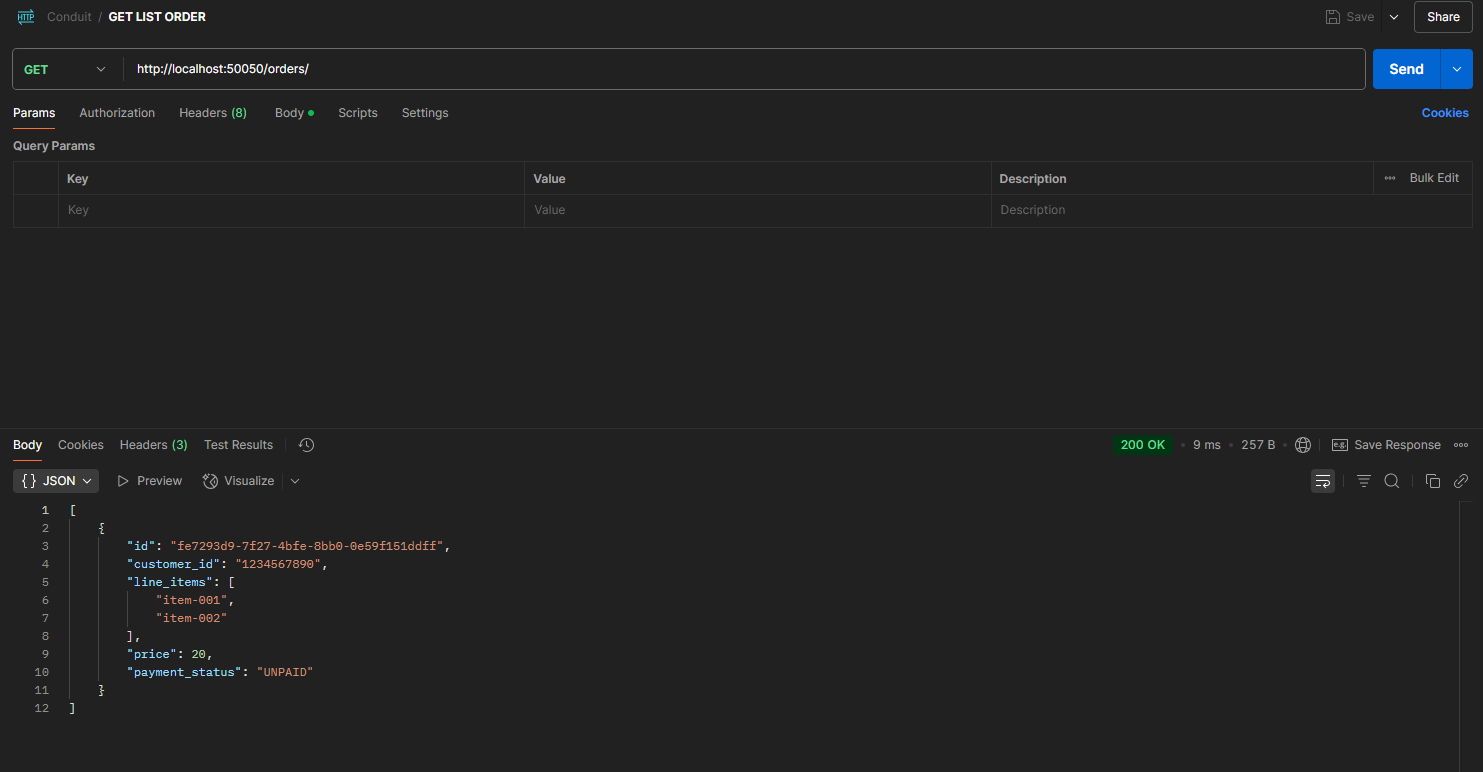 HTTP Conduit / GET LIST ORDER Save Share
GET http://localhost:50050/orders/ Send
Params Authorization Headers (8) Body Scripts Settings Cookies
Query Params
Key Value Description Bulk Edit
Key Value Description
Body Cookies Headers (3) Test Results 200 OK 9 ms 257 B e.g. Save Response
{} JSON Preview Visualize
1 [
2 {
3 "id": "fe7293d9-7f27-4bfe-8bb0-0e59f151ddff",
4 "customer_id": "1234567890",
5 "line_items": [
6 "item-001",
7 "item-002"
8 ],
9 "price": 20,
10 "payment_status": "UNPAID"
11 }
12 ]